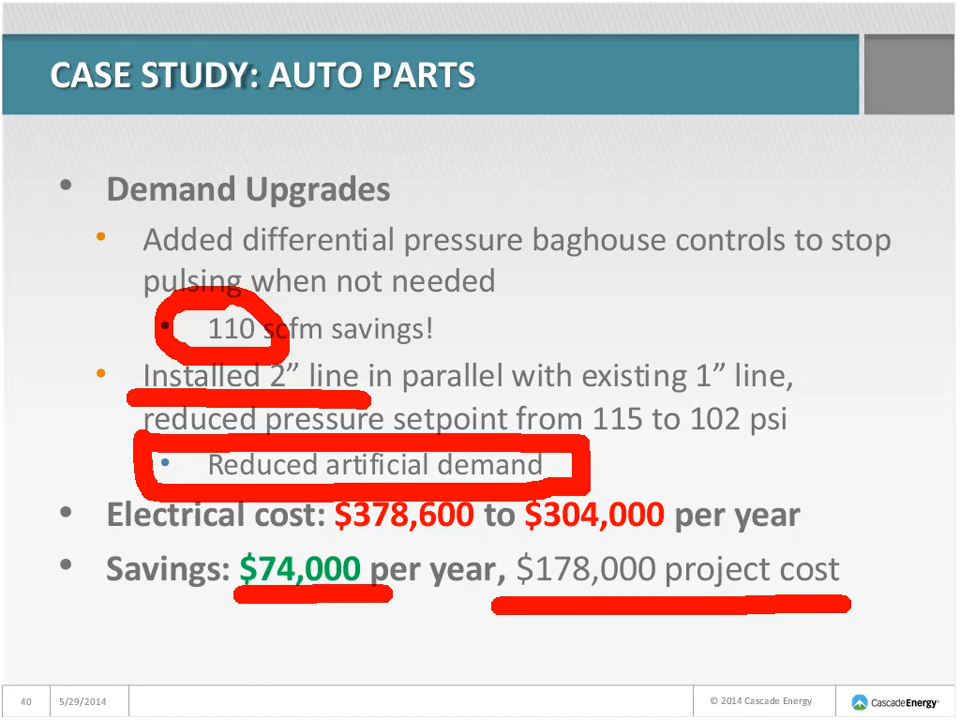 CASE STUDY: AUTO PARTS
• Demand Upgrades
• Added differential pressure baghouse controls to stop
pulsing when not needed
• 110 scfm savings!
• Installed 2” line in parallel with existing 1” line,
reduced pressure setpoint from 115 to 102 psi
• Reduced artificial demand
• Electrical cost: $378,600 to $304,000 per year
• Savings: $74,000 per year, $178,000 project cost
40 5/29/2014 © 2014 Cascade Energy CascadeEnergy®